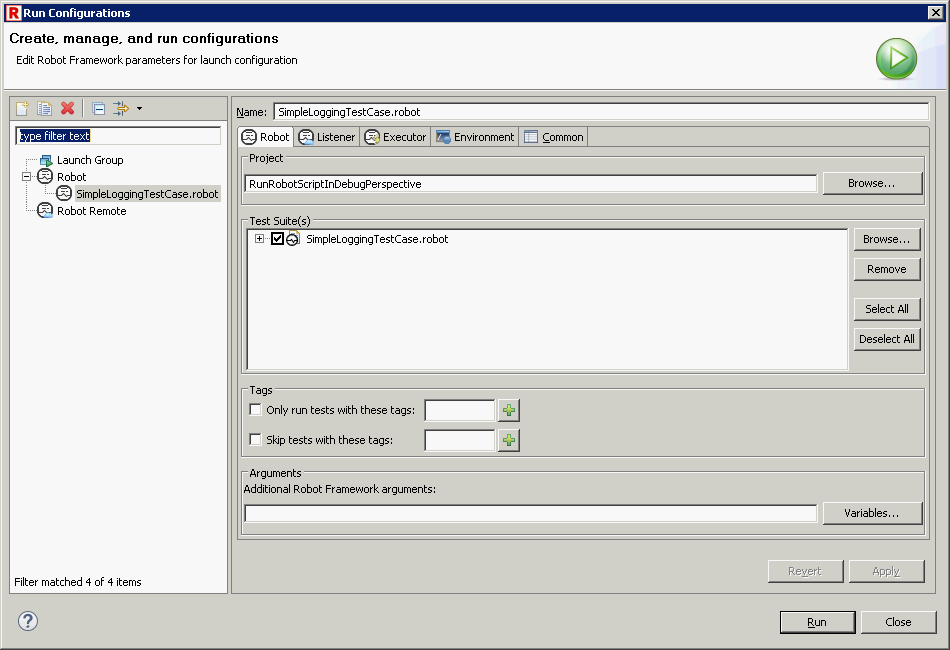 Run Configurations
Create, manage, and run configurations
Edit Robot Framework parameters for launch configuration
type filter text
Launch Group
Robot
SimpleLoggingTestCase.robot
Robot Remote
Filter matched 4 of 4 items
Name: SimpleLoggingTestCase.robot
Robot Listener Executor Environment Common
Project
RunRobotScriptInDebugPerspective Browse...
Test Suite(s)
SimpleLoggingTestCase.robot
Browse...
Remove
Select All
Deselect All
Tags
Only run tests with these tags:
Skip tests with these tags:
Arguments
Additional Robot Framework arguments:
Variables...
Revert Apply
Run Close